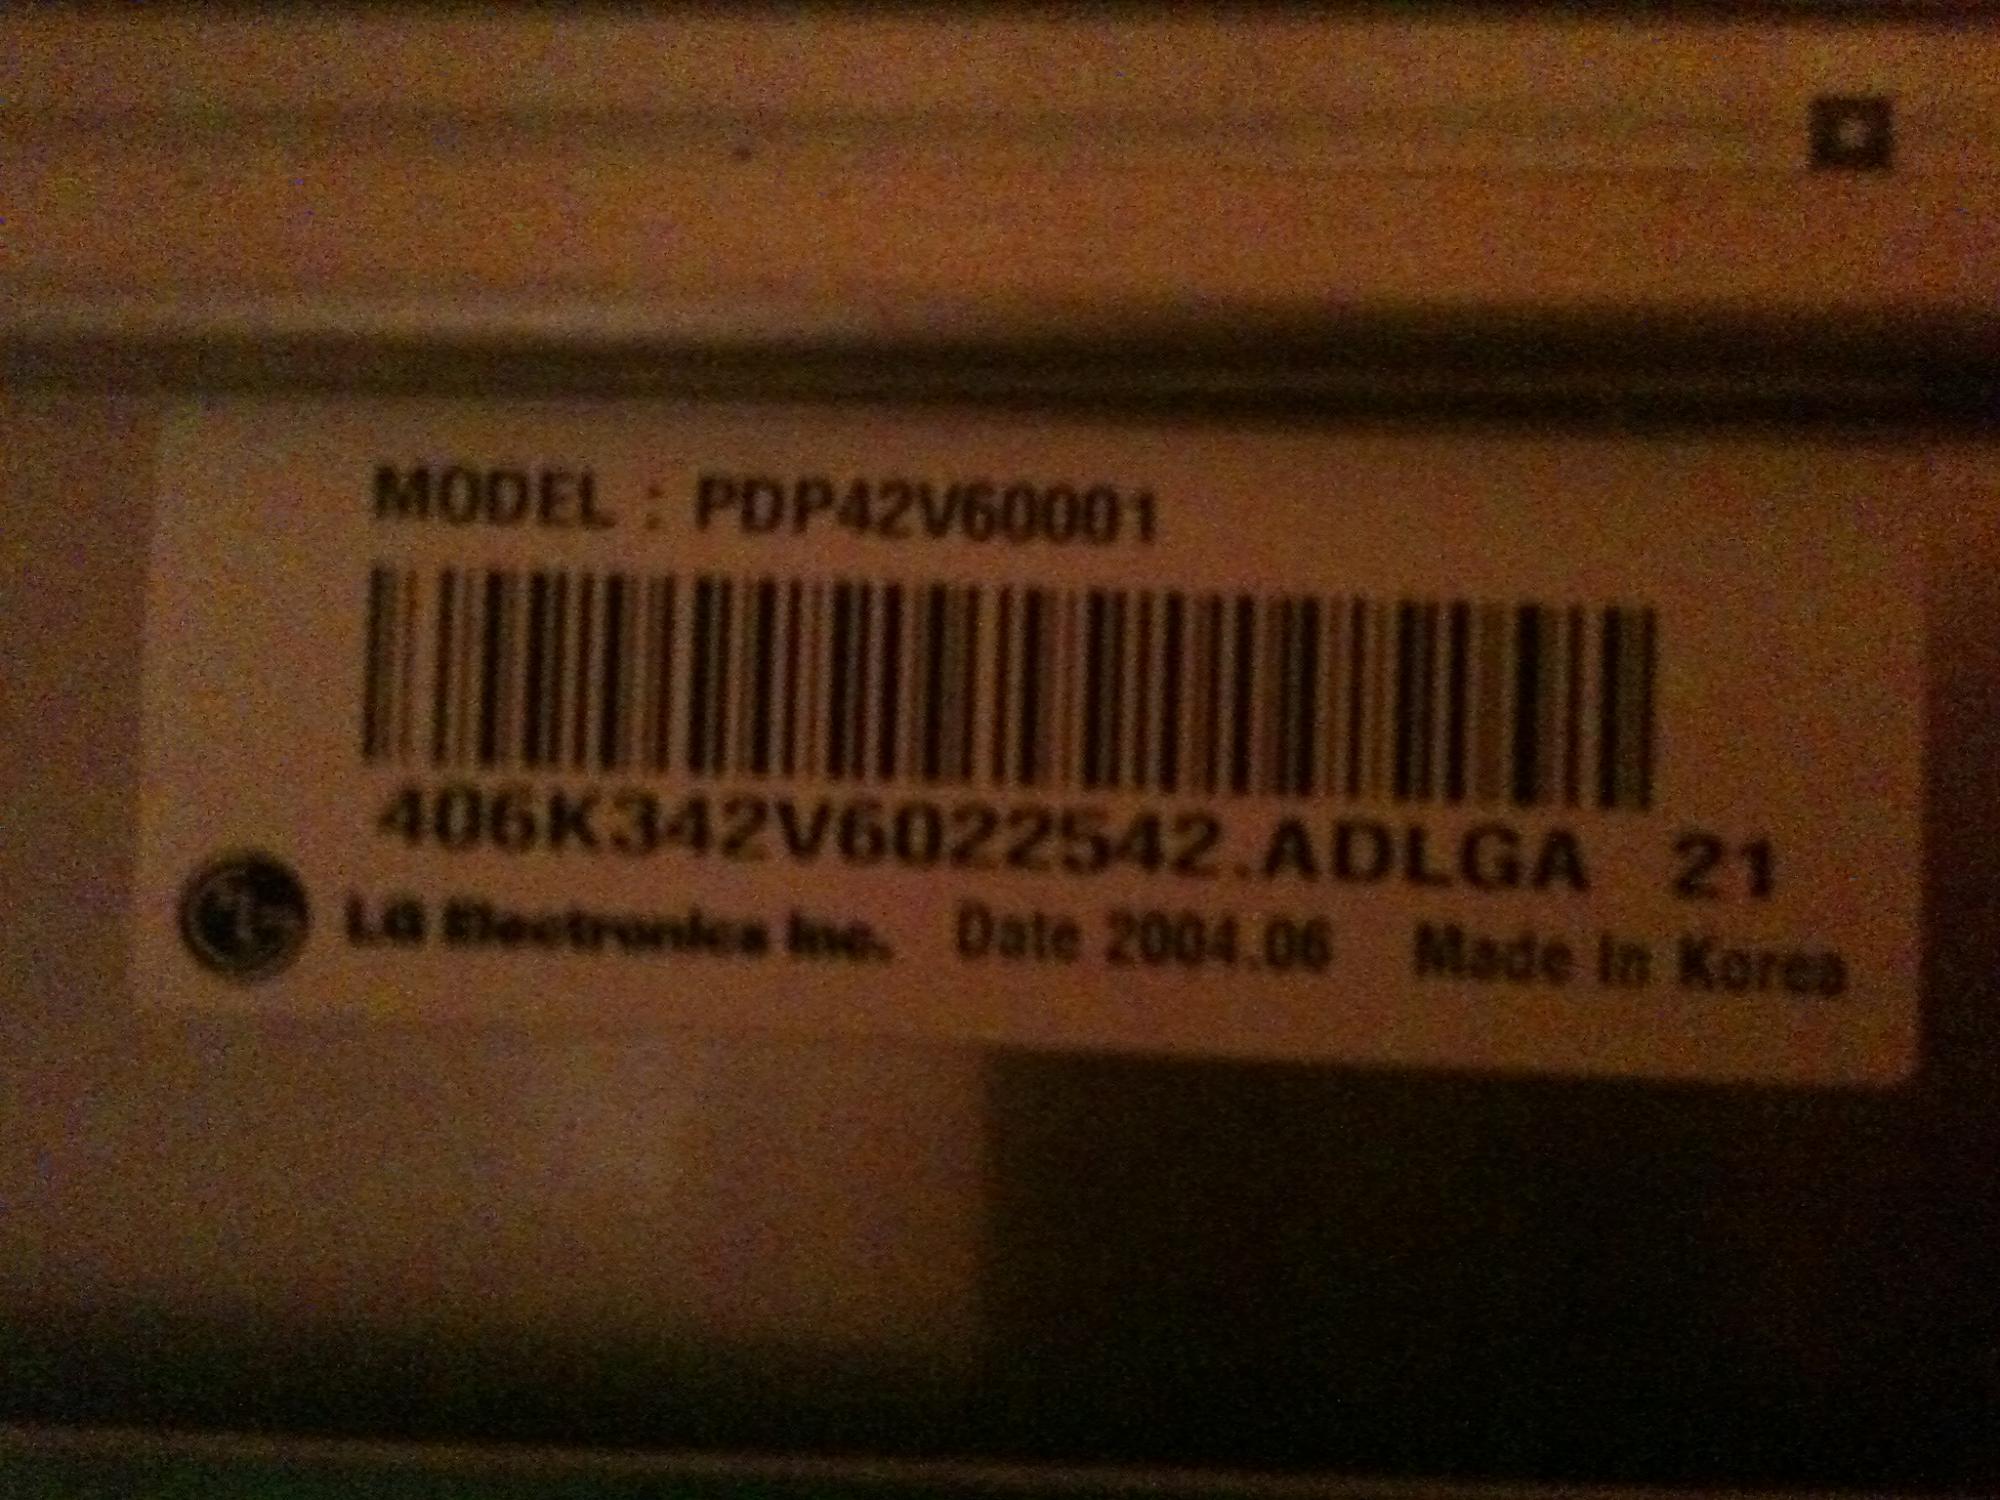 MODEL : PDP42V60001
406K342V6022542.ADLGA 21
LG Electronics Inc. Date 2004.06 Made In Korea